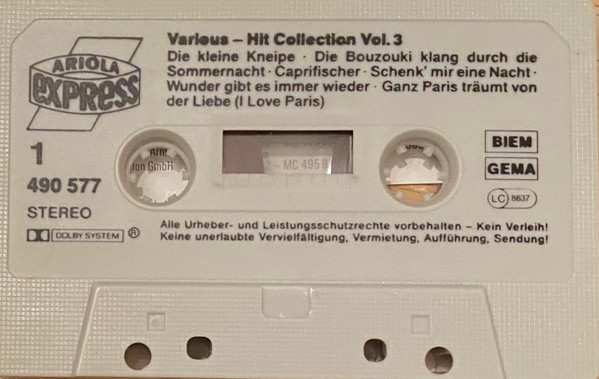 ARIOLA
EXPRESS
Various – Hit Collection Vol. 3
Die kleine Kneipe · Die Bouzouki klang durch die
Sommernacht · Caprifischer · Schenk' mir eine Nacht ·
Wunder gibt es immer wieder · Ganz Paris träumt von
der Liebe (I Love Paris)
1
490 577
STEREO
DOLBY SYSTEM ®
GmbH
– MC 495
BIEM
GEMA
LC 8637
Alle Urheber- und Leistungsschutzrechte vorbehalten – Kein Verleih!
Keine unerlaubte Vervielfältigung, Vermietung, Aufführung, Sendung!